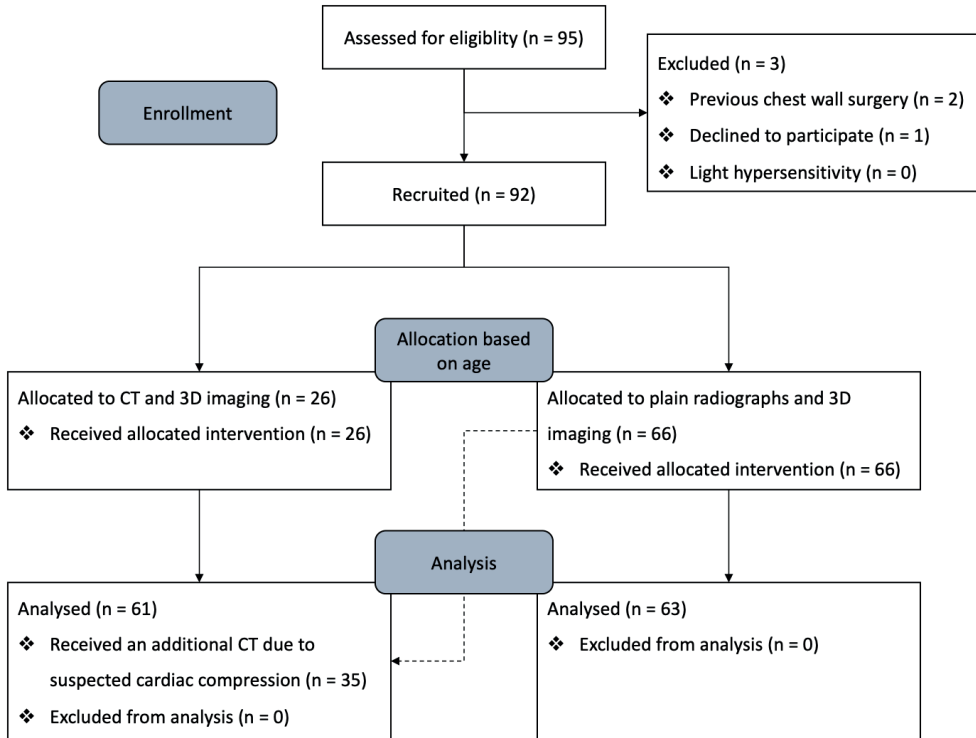 Assessed for eligiblity (n = 95)
Excluded (n = 3)
❖ Previous chest wall surgery (n = 2)
❖ Declined to participate (n = 1)
❖ Light hypersensitivity (n = 0)
Enrollment
Recruited (n = 92)
Allocation based
on age
Allocated to CT and 3D imaging (n = 26)
❖ Received allocated intervention (n = 26)
Allocated to plain radiographs and 3D
imaging (n = 66)
❖ Received allocated intervention (n = 66)
Analysis
Analysed (n = 61)
❖ Received an additional CT due to
suspected cardiac compression (n = 35)
❖ Excluded from analysis (n = 0)
Analysed (n = 63)
❖ Excluded from analysis (n = 0)